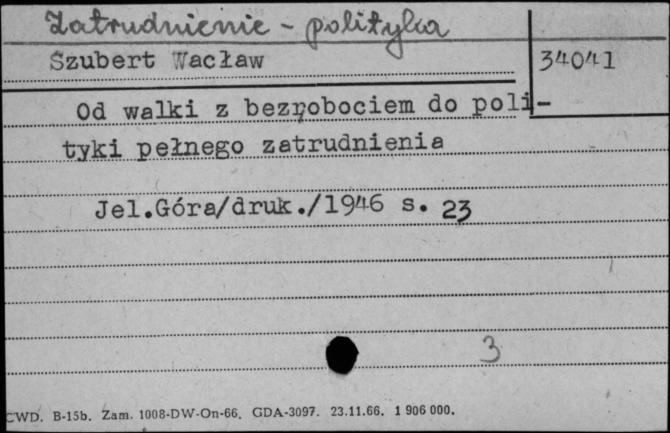 Zatrudnienie - polityka
Szubert Wacław
34041
Od walki z bezrobociem do poli-
tyki pełnego zatrudnienia
Jel.Góra/druk./1946 s. 23
3
CWD. B-15b. Zam. 1008-DW-On-66. GDA-3097. 23.11.66. 1 906 000.